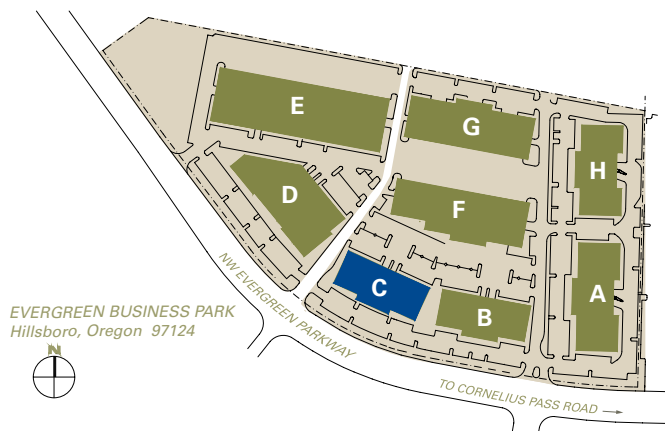 E
G
H
D
F
C
A
B
EVERGREEN BUSINESS PARK
Hillsboro, Oregon 97124
N
NW EVERGREEN PARKWAY
TO CORNELIUS PASS ROAD →